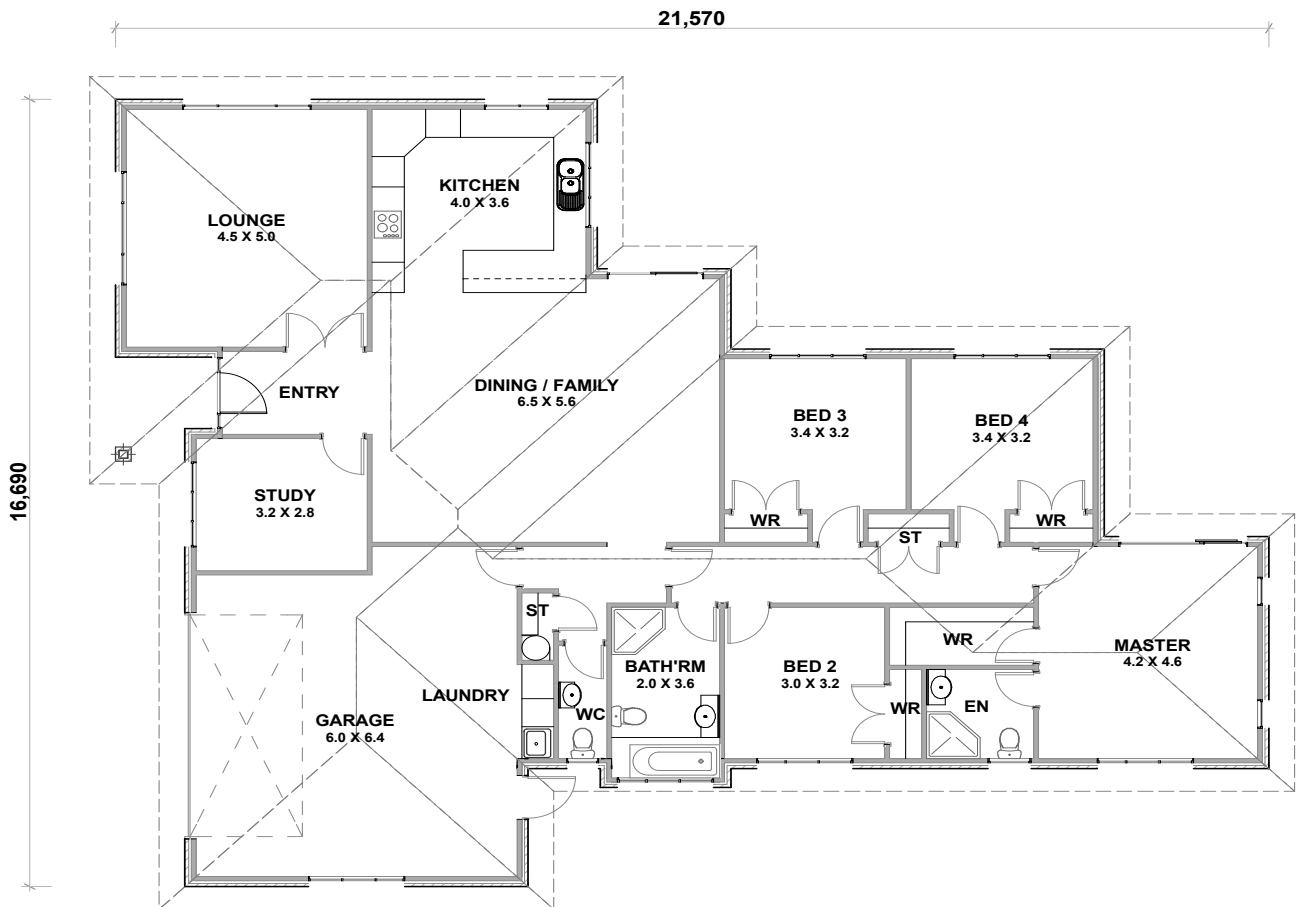 21,570
16,690
LOUNGE
4.5 X 5.0
KITCHEN
4.0 X 3.6
ENTRY
DINING / FAMILY
6.5 X 5.6
BED 3
3.4 X 3.2
BED 4
3.4 X 3.2
STUDY
3.2 X 2.8
WR
ST
WR
ST
LAUNDRY
GARAGE
6.0 X 6.4
WC
BATH'RM
2.0 X 3.6
BED 2
3.0 X 3.2
WR
WR
EN
MASTER
4.2 X 4.6